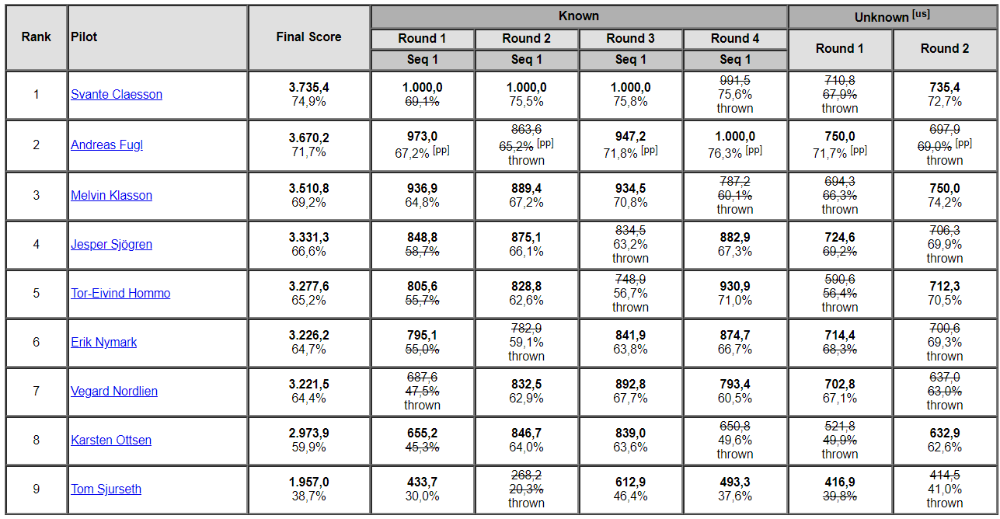 Rank Pilot Final Score Known Unknown [us]
Round 1 Round 2 Round 3 Round 4 Round 1 Round 2
Seq 1 Seq 1 Seq 1 Seq 1
1 Svante Claesson 3.735,4 1.000,0 1.000,0 1.000,0 991,5 710,8 735,4
74,9% 69,1% 75,5% 75,8% 75,6% 67,9% 72,7%
thrown thrown
2 Andreas Fugl 3.670,2 973,0 863,6 947,2 1.000,0 750,0 697,9
71,7% 67,2% [pp] 65,2% [pp] 71,8% [pp] 76,3% [pp] 71,7% [pp] 69,0% [pp]
thrown thrown
3 Melvin Klasson 3.510,8 936,9 889,4 934,5 787,2 694,3 750,0
69,2% 64,8% 67,2% 70,8% 60,1% 66,3% 74,2%
thrown thrown
4 Jesper Sjögren 3.331,3 848,8 875,1 834,5 882,9 724,6 706,3
66,6% 58,7% 66,1% 63,2% 67,3% 69,2% 69,9%
thrown thrown
5 Tor-Eivind Hommo 3.277,6 805,6 828,8 748,9 930,9 590,6 712,3
65,2% 55,7% 62,6% 56,7% 71,0% 56,4% 70,5%
thrown thrown
6 Erik Nymark 3.226,2 795,1 782,9 841,9 874,7 714,4 700,6
64,7% 55,0% 59,1% 63,8% 66,7% 68,3% 69,3%
thrown thrown
7 Vegard Nordlien 3.221,5 687,6 832,5 892,8 793,4 702,8 637,0
64,4% 47,5% 62,9% 67,7% 60,5% 67,1% 63,0%
thrown thrown
8 Karsten Ottsen 2.973,9 655,2 846,7 839,0 650,8 521,8 632,9
59,9% 45,3% 64,0% 63,6% 49,6% 49,9% 62,6%
thrown thrown
9 Tom Sjurseth 1.957,0 433,7 268,2 612,9 493,3 416,9 414,5
38,7% 30,0% 20,3% 46,4% 37,6% 39,8% 41,0%
thrown thrown